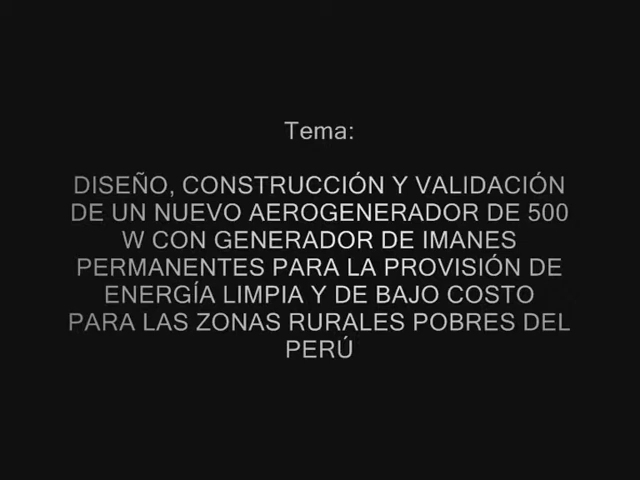 Tema:
DISEÑO, CONSTRUCCIÓN Y VALIDACIÓN
DE UN NUEVO AEROGENERADOR DE 500
W CON GENERADOR DE IMANES
PERMANENTES PARA LA PROVISIÓN DE
ENERGÍA LIMPIA Y DE BAJO COSTO
PARA LAS ZONAS RURALES POBRES DEL
PERÚ